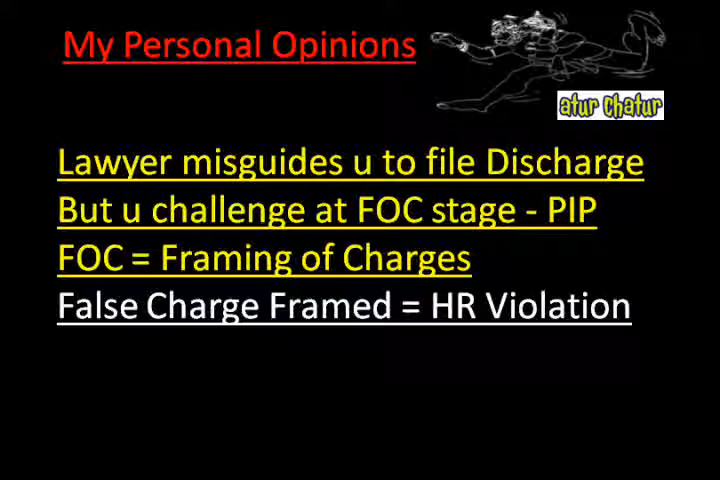 My Personal Opinions
atur chatur
Lawyer misguides u to file Discharge
But u challenge at FOC stage - PIP
FOC = Framing of Charges
False Charge Framed = HR Violation